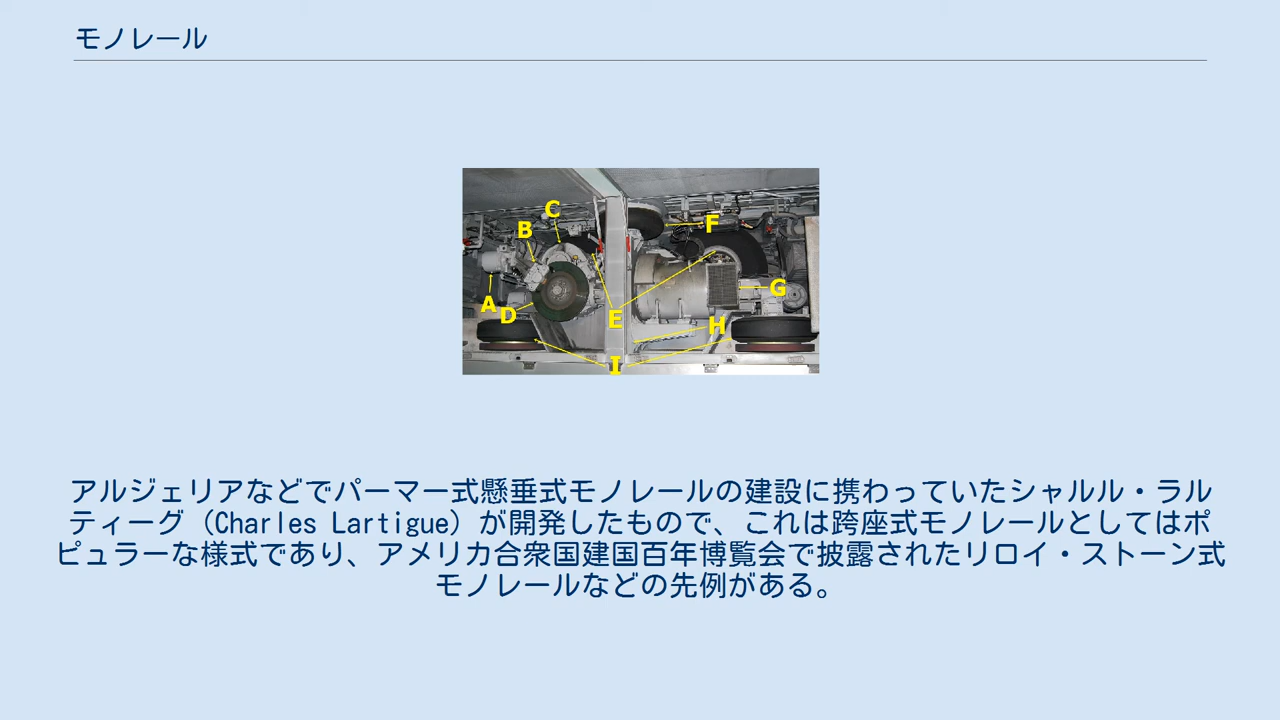 モノレール
C
B
F
A
D
E
G
H
I
アルジェリアなどでパーマー式懸垂式モノレールの建設に携わっていたシャルル・ラル
ティーグ（Charles Lartigue）が開発したもので、これは跨座式モノレールとしてはポ
ピュラーな様式であり、アメリカ合衆国建国百年博覧会で披露されたリロイ・ストーン式
モノレールなどの先例がある。